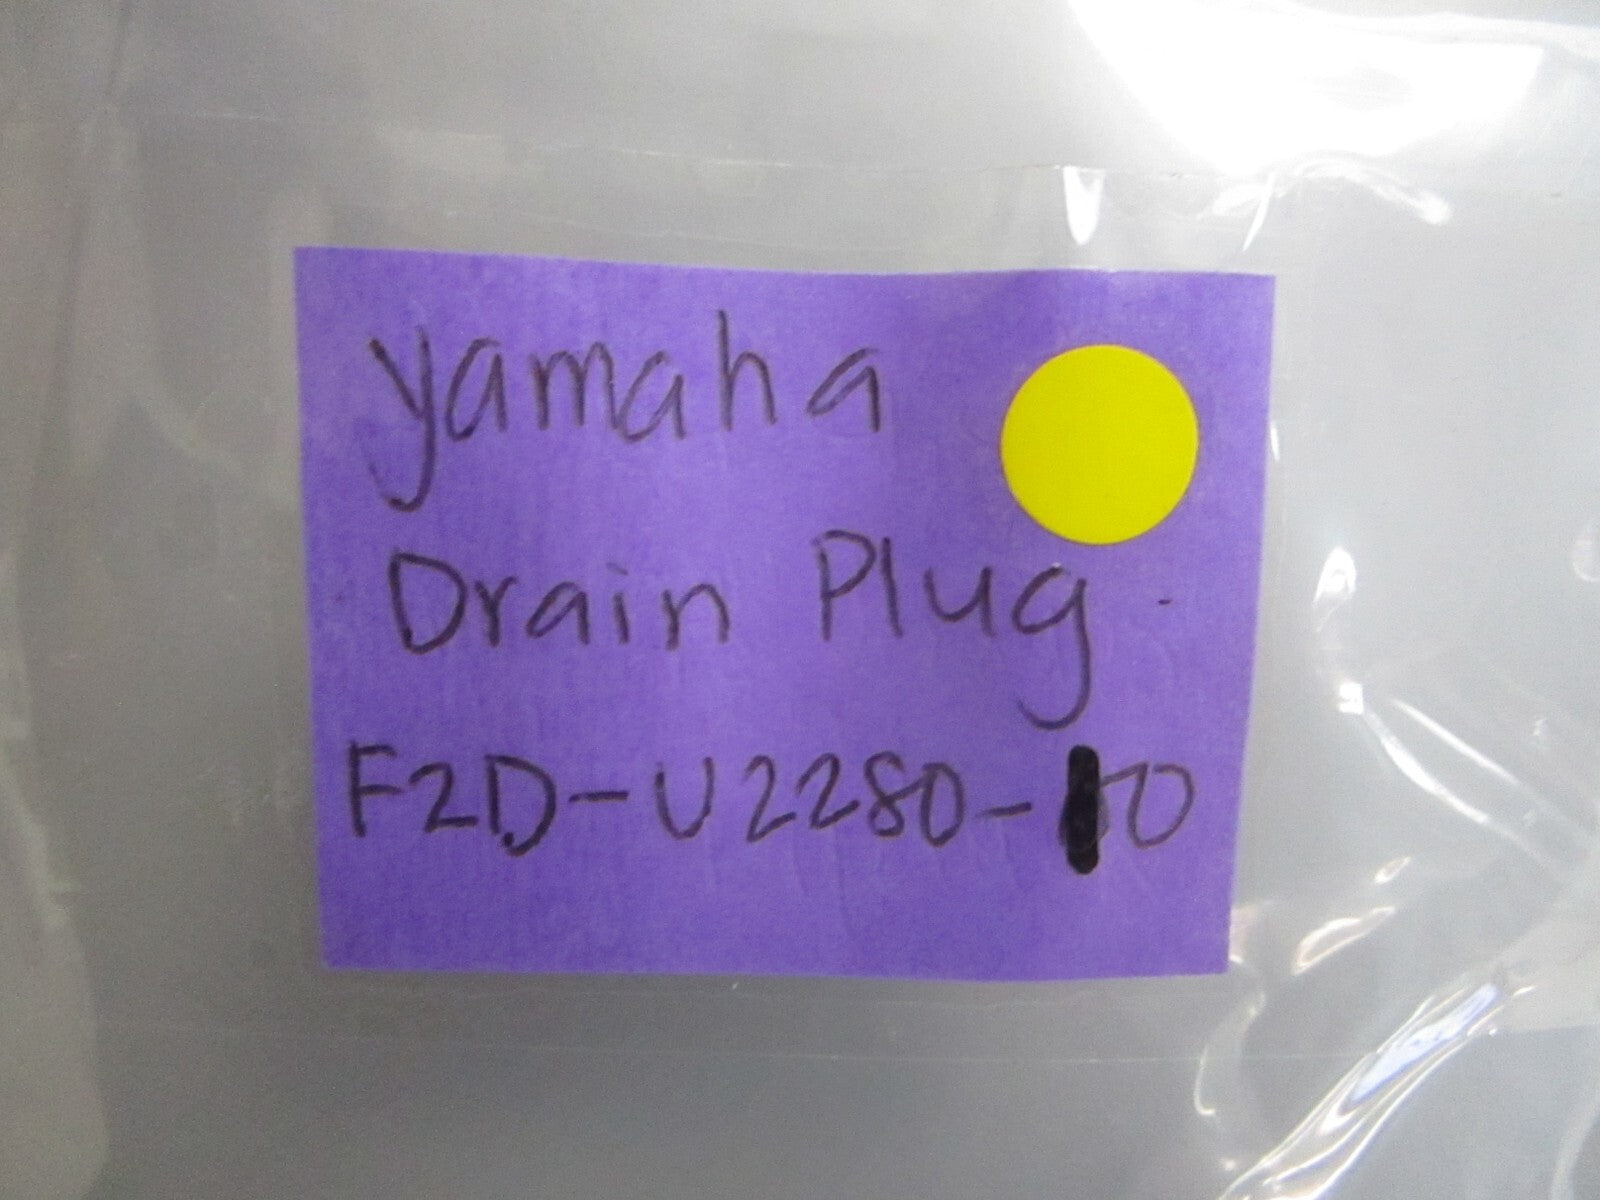 yamaha
Drain Plug
F2D-U2280-10